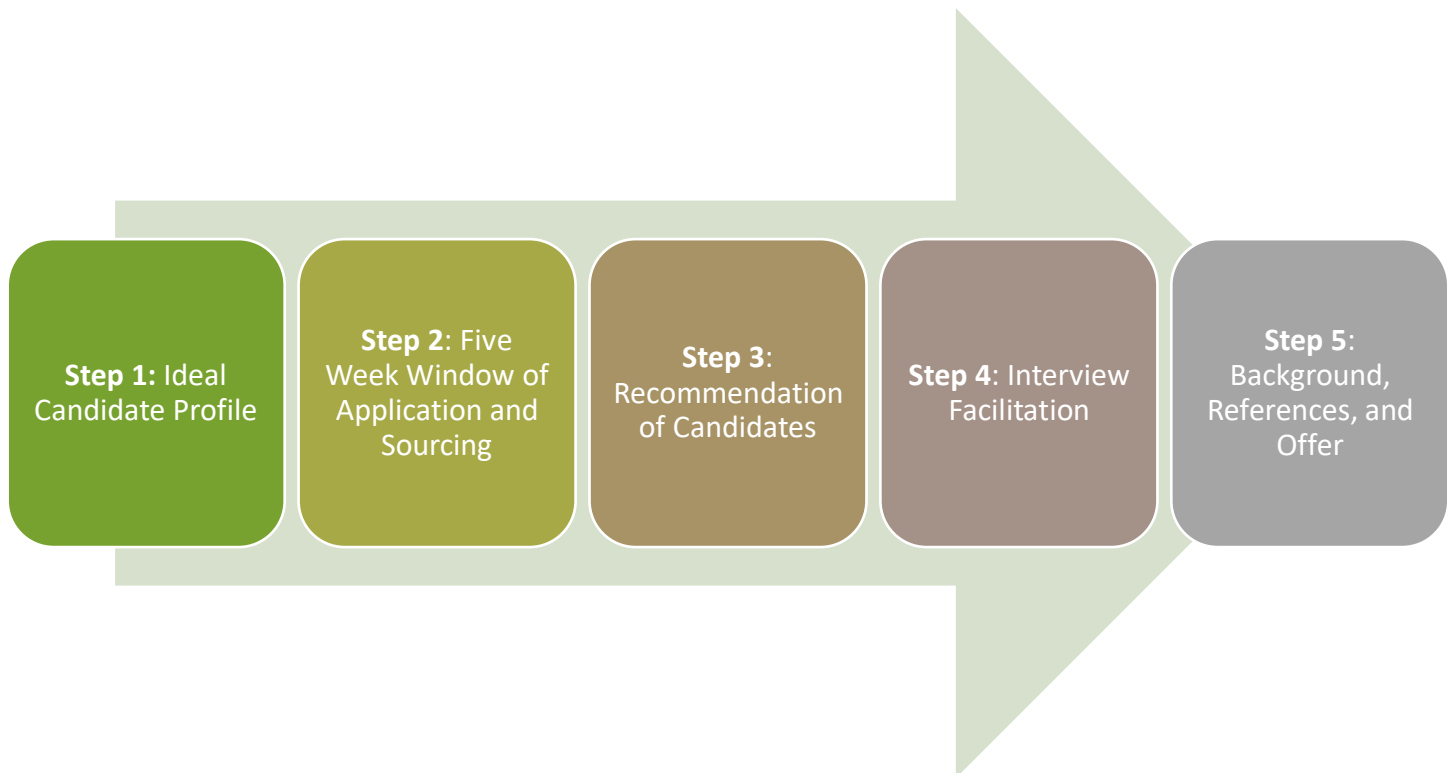 Step 1: Ideal
Candidate Profile
Step 2: Five
Week Window of
Application and
Sourcing
Step 3:
Recommendation
of Candidates
Step 4: Interview
Facilitation
Step 5:
Background,
References, and
Offer